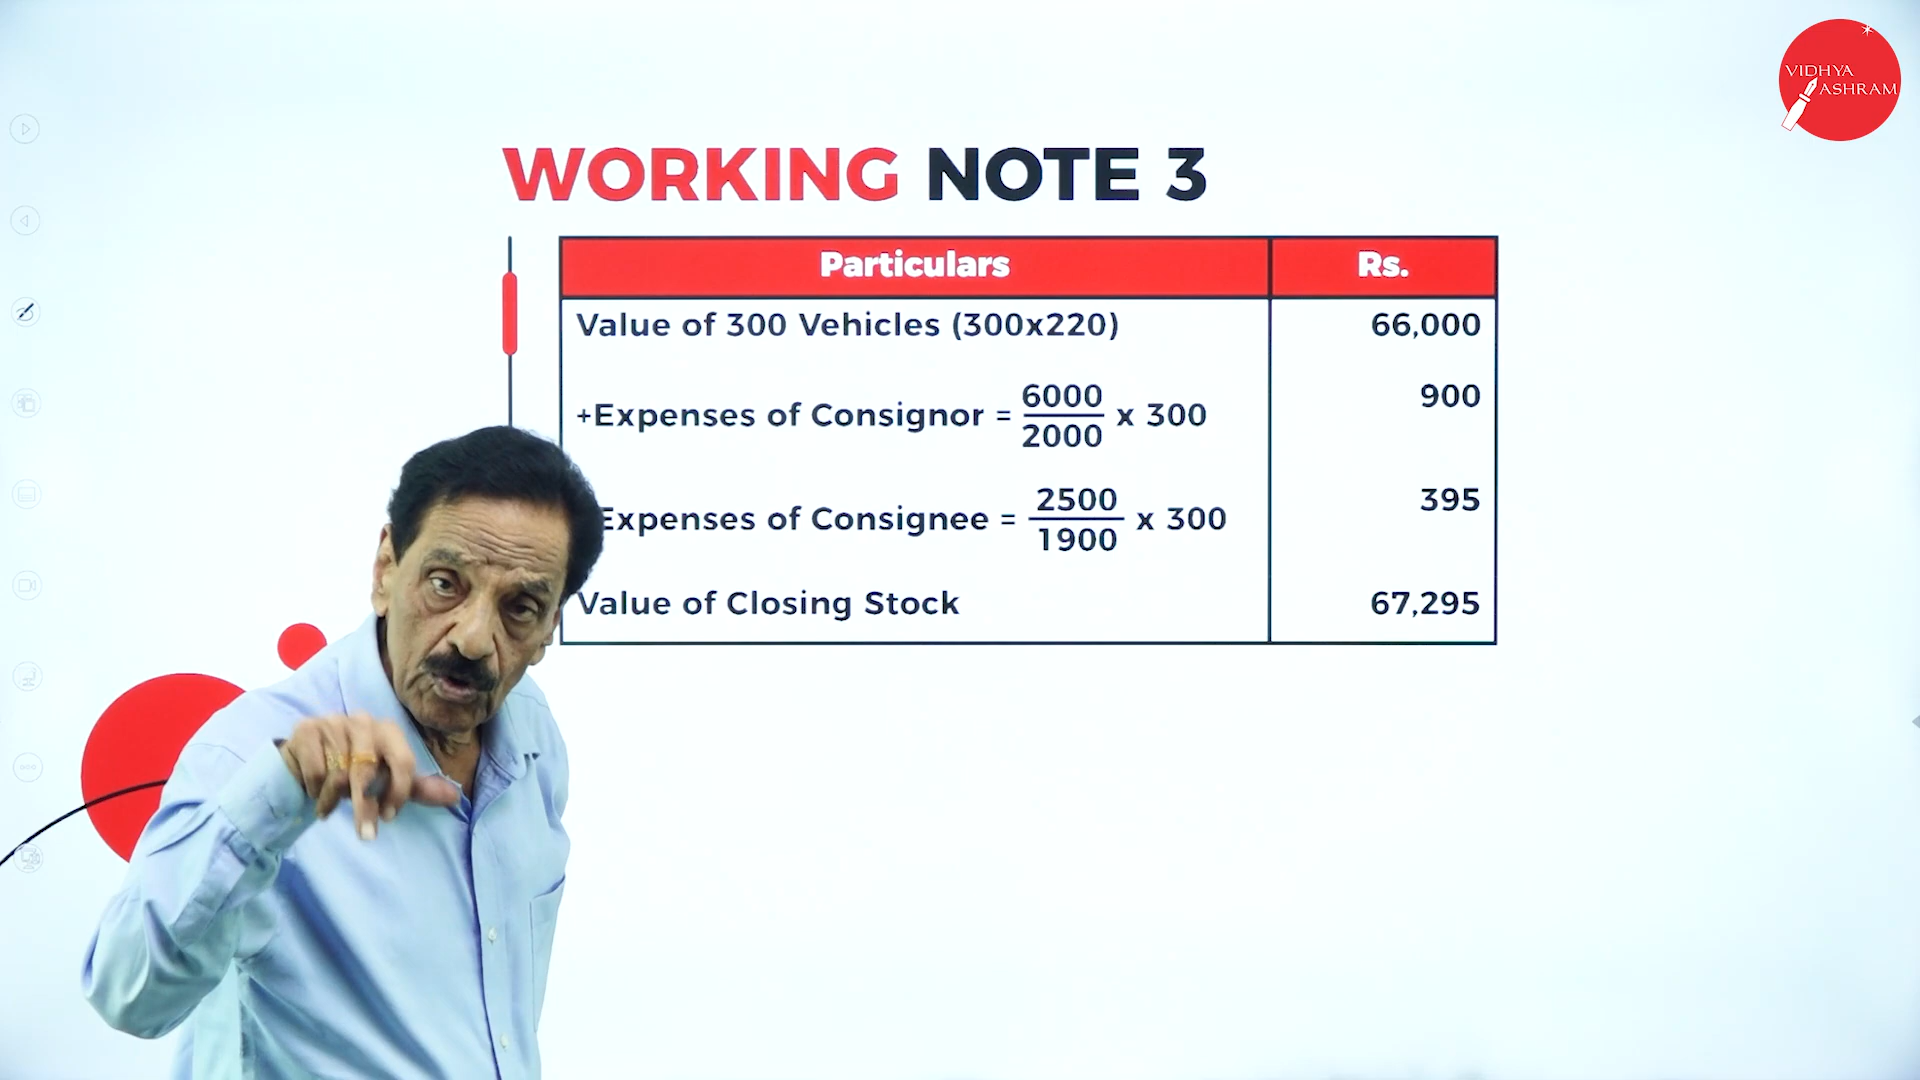 VIDHYA
ASHRAM
WORKING NOTE 3
Particulars Rs.
Value of 300 Vehicles (300x220) 66,000
+Expenses of Consignor = 6000/2000 x 300 900
Expenses of Consignee = 2500/1900 x 300 395
Value of Closing Stock 67,295